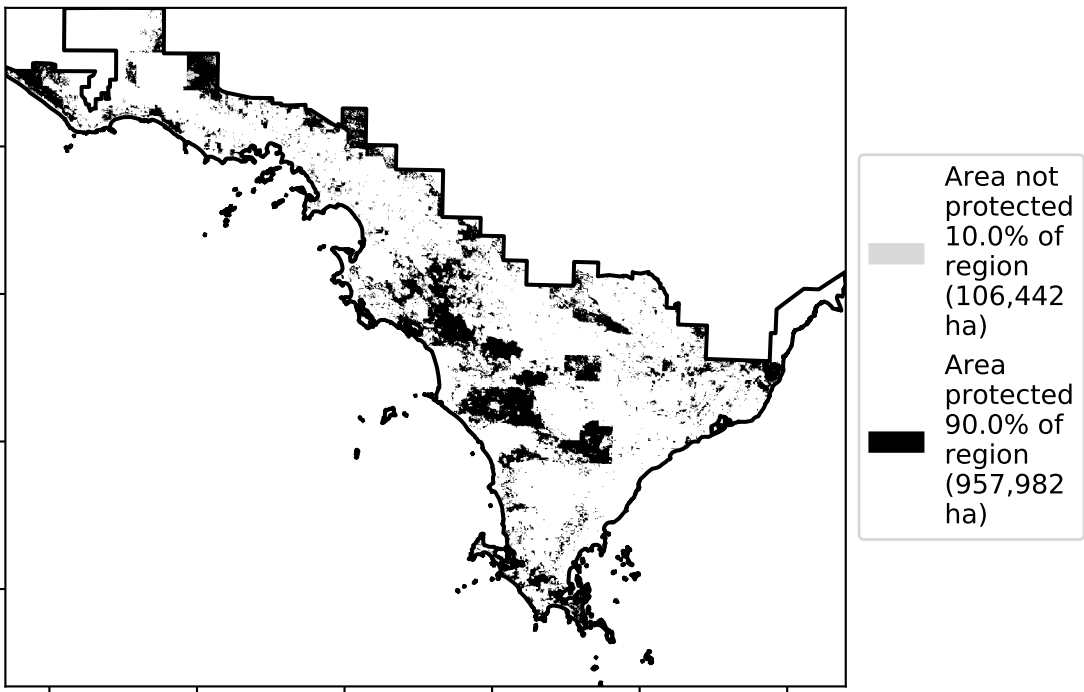 Area not
protected
10.0% of
region
(106,442
ha)
Area
protected
90.0% of
region
(957,982
ha)